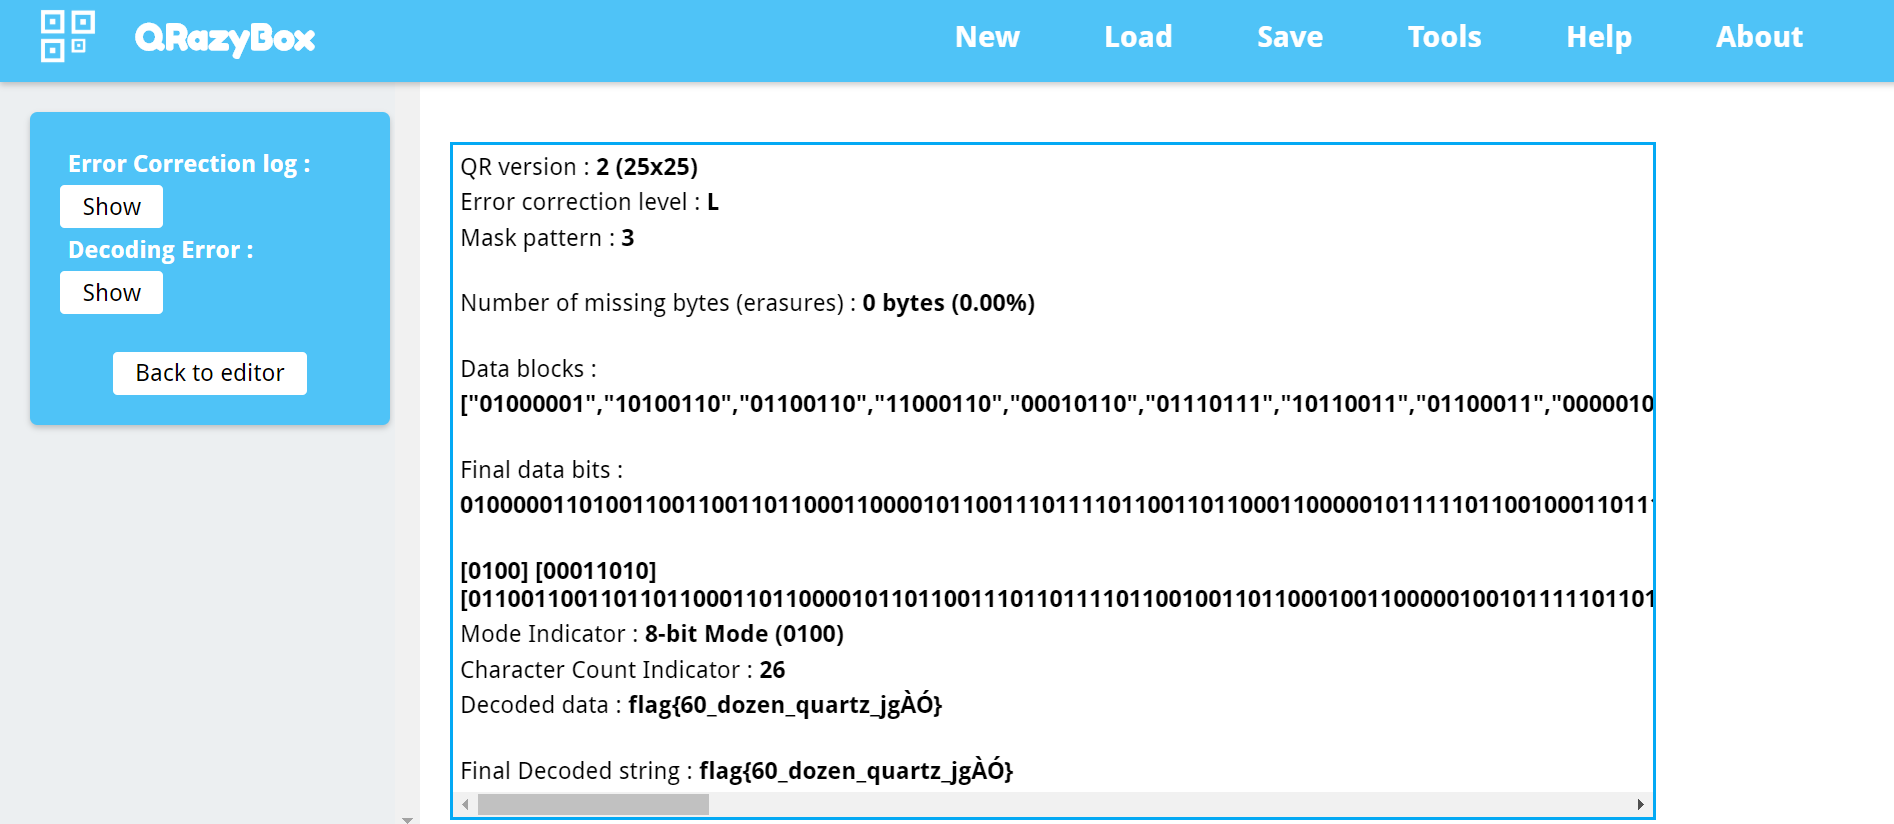 QRazyBox
New
Load
Save
Tools
Help
About
Error Correction log :
Show
Decoding Error :
Show
Back to editor
QR version : 2 (25x25)
Error correction level : L
Mask pattern : 3
Number of missing bytes (erasures) : 0 bytes (0.00%)
Data blocks :
["01000001","10100110","01100110","11000110","00010110","01110111","10110011","01100011","0000010
Final data bits :
010000011010011001100110110001100001011001110111101100110110001100000101111101100100011011
[0100] [00011010]
[011001100110110110001101100001011011001110110111101100100110110001001100000100101111101101
Mode Indicator : 8-bit Mode (0100)
Character Count Indicator : 26
Decoded data : flag{60_dozen_quartz_jgÀÓ}
Final Decoded string : flag{60_dozen_quartz_jgÀÓ}